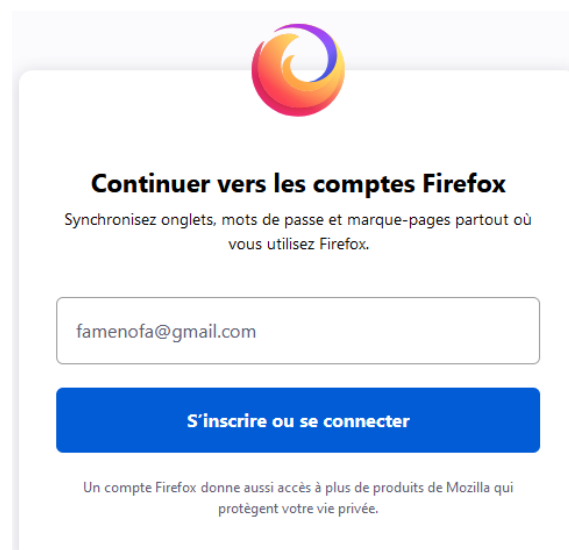 Continuer vers les comptes Firefox
Synchronisez onglets, mots de passe et marque-pages partout où
vous utilisez Firefox.
famenofa@gmail.com
S'inscrire ou se connecter
Un compte Firefox donne aussi accès à plus de produits de Mozilla qui
protègent votre vie privée.